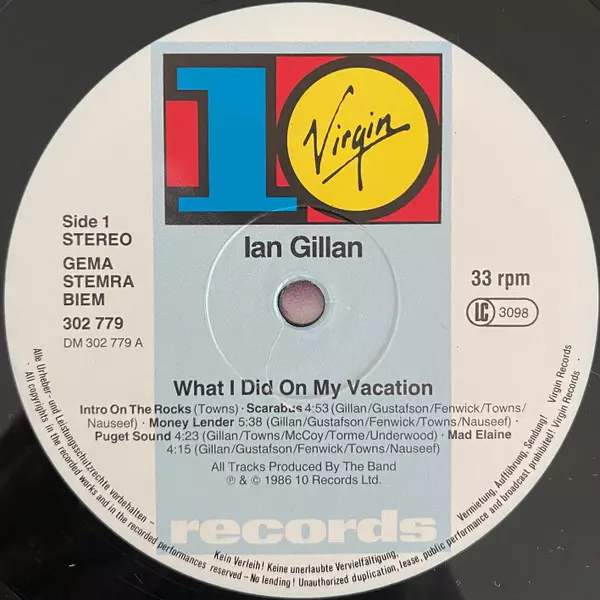 10
Virgin
Ian Gillan
Side 1
STEREO
GEMA
STEMRA
BIEM
302 779
DM 302 779 A
33 rpm
LC 3098
What I Did On My Vacation
Intro On The Rocks (Towns) · Scarabus 4:53 (Gillan/Gustafson/Fenwick/Towns/
Nauseef) · Money Lender 5:38 (Gillan/Gustafson/Fenwick/Towns/Nauseef)
Puget Sound 4:23 (Gillan/Towns/McCoy/Torme/Underwood) · Mad Elaine
4:15 (Gillan/Gustafson/Fenwick/Towns/Nauseef)
All Tracks Produced By The Band
℗ & © 1986 10 Records Ltd.
records
Alle Urheber- und Leistungsschutzrechte vorbehalten – Kein Verleih! Keine unerlaubte Vervielfältigung, Vermietung, Aufführung, Sendung! Virgin Records
· All copyrights in the recorded works and in the recorded performances reserved – No lending! Unauthorized duplication, lease, public performance and broadcast prohibited! Virgin Records ·